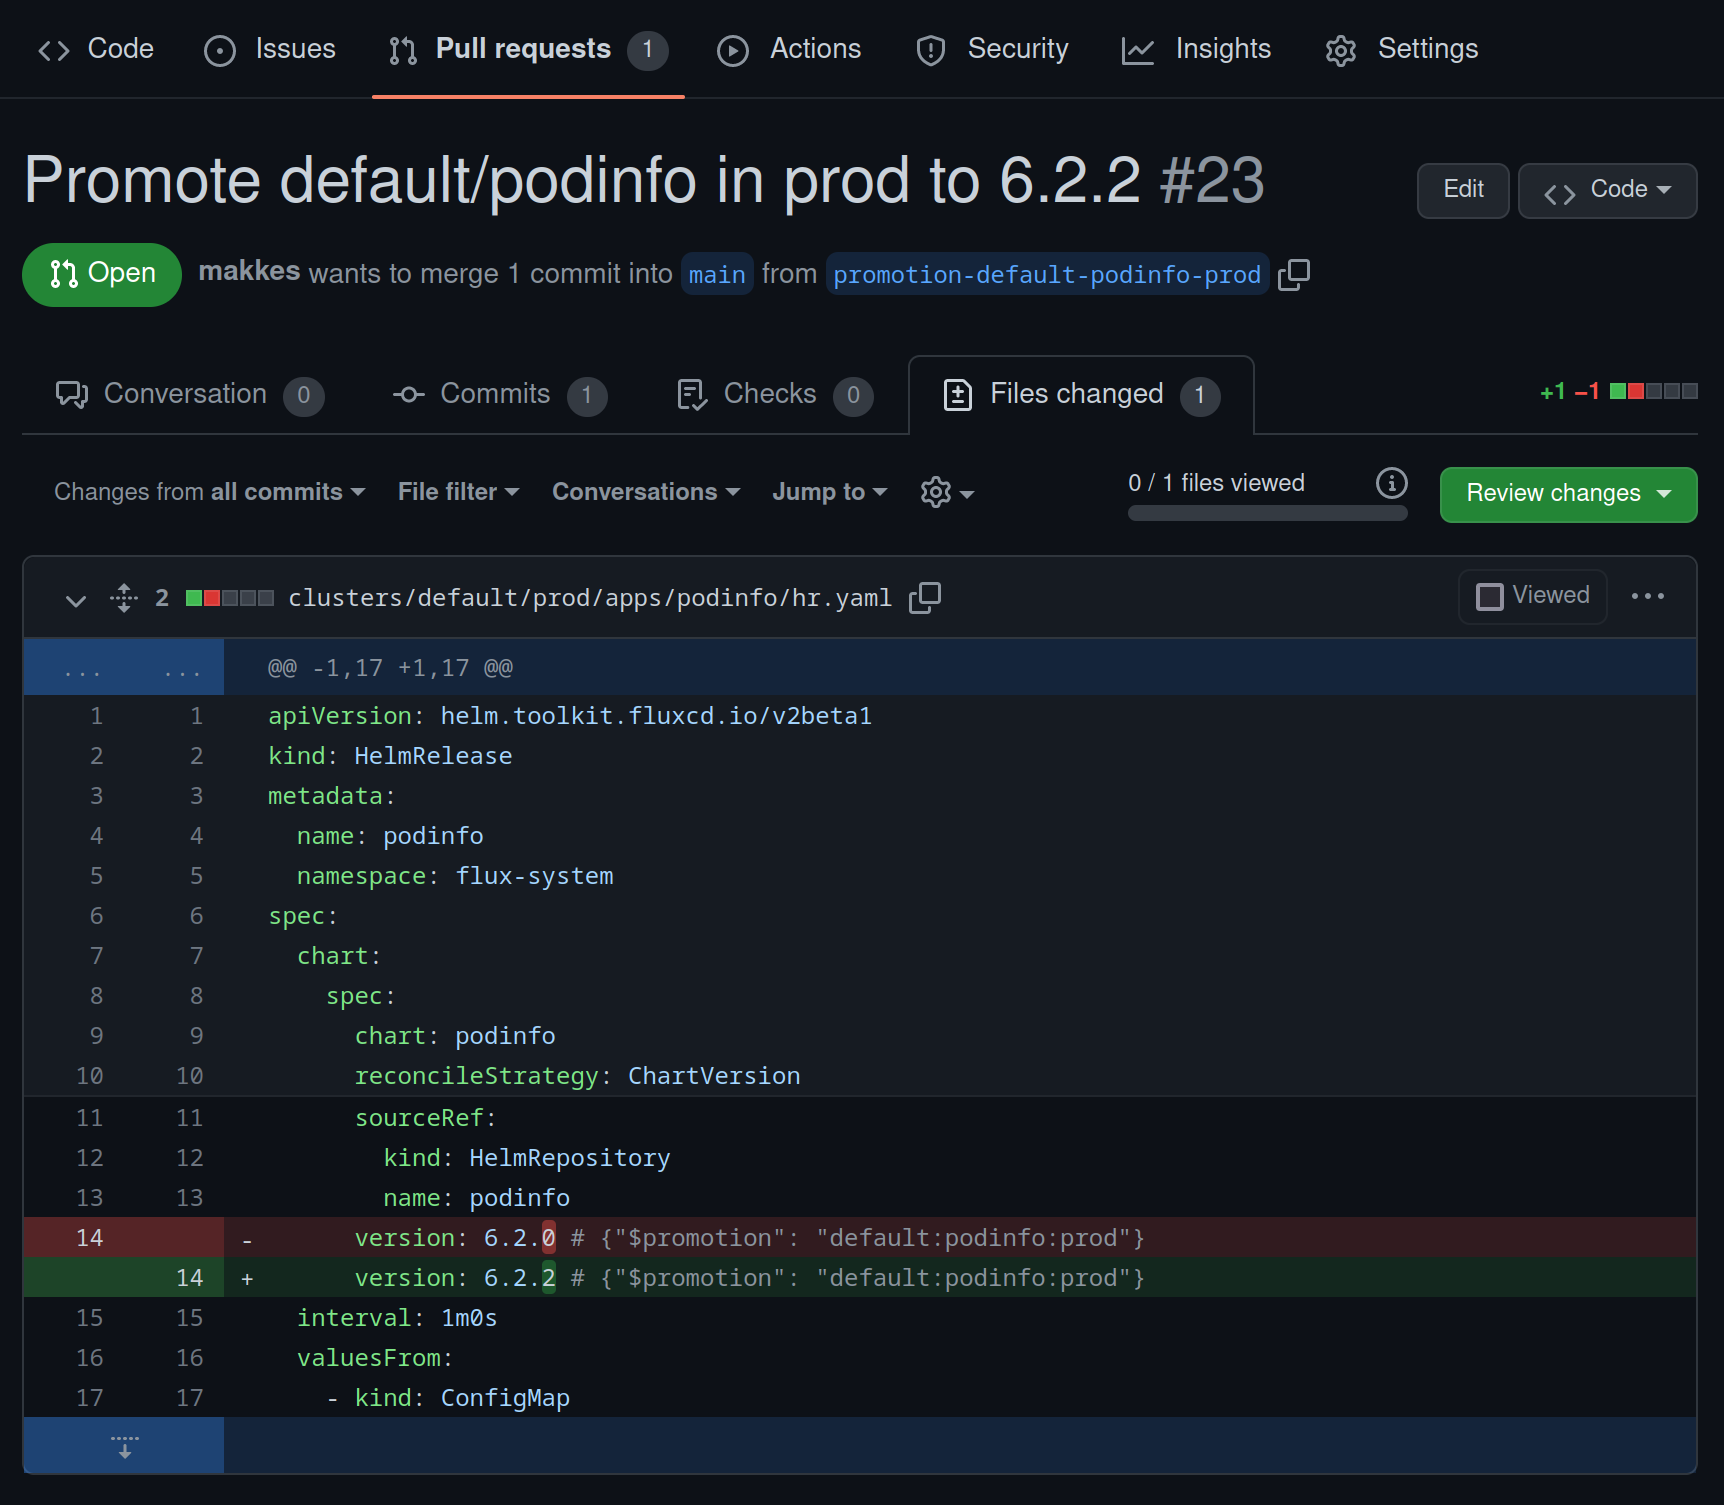 Code Issues Pull requests 1 Actions Security Insights Settings
Promote default/podinfo in prod to 6.2.2 #23
Edit Code
Open makkes wants to merge 1 commit into main from promotion-default-podinfo-prod
Conversation 0 Commits 1 Checks 0 Files changed 1 +1 −1
Changes from all commits File filter Conversations Jump to 0 / 1 files viewed Review changes
2 clusters/default/prod/apps/podinfo/hr.yaml Viewed
... ... @@ -1,17 +1,17 @@
1 1 apiVersion: helm.toolkit.fluxcd.io/v2beta1
2 2 kind: HelmRelease
3 3 metadata:
4 4 name: podinfo
5 5 namespace: flux-system
6 6 spec:
7 7 chart:
8 8 spec:
9 9 chart: podinfo
10 10 reconcileStrategy: ChartVersion
11 11 sourceRef:
12 12 kind: HelmRepository
13 13 name: podinfo
14 - version: 6.2.0 # {"$promotion": "default:podinfo:prod"}
14 + version: 6.2.2 # {"$promotion": "default:podinfo:prod"}
15 15 interval: 1m0s
16 16 valuesFrom:
17 17 - kind: ConfigMap